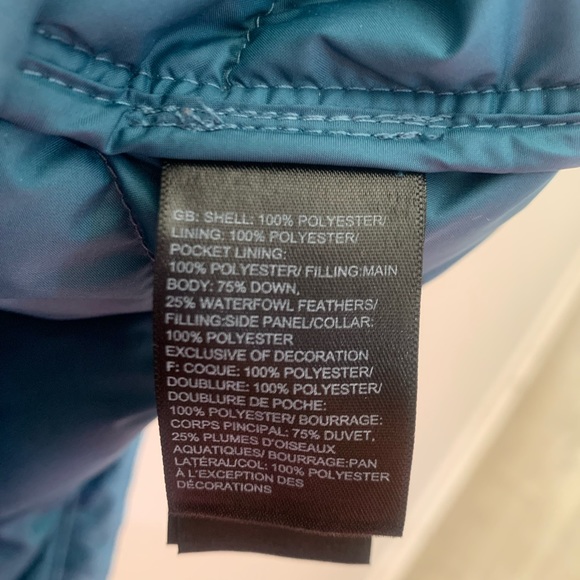 GB: SHELL: 100% POLYESTER/
LINING: 100% POLYESTER/
POCKET LINING:
100% POLYESTER/ FILLING:MAIN
BODY: 75% DOWN,
25% WATERFOWL FEATHERS/
FILLING:SIDE PANEL/COLLAR:
100% POLYESTER
EXCLUSIVE OF DECORATION
F: COQUE: 100% POLYESTER/
DOUBLURE: 100% POLYESTER/
DOUBLURE DE POCHE:
100% POLYESTER/ BOURRAGE:
CORPS PINCIPAL: 75% DUVET,
25% PLUMES D'OISEAUX
AQUATIQUES/ BOURRAGE:PAN
LATÉRAL/COL: 100% POLYESTER
À L'EXCEPTION DES
DÉCORATIONS